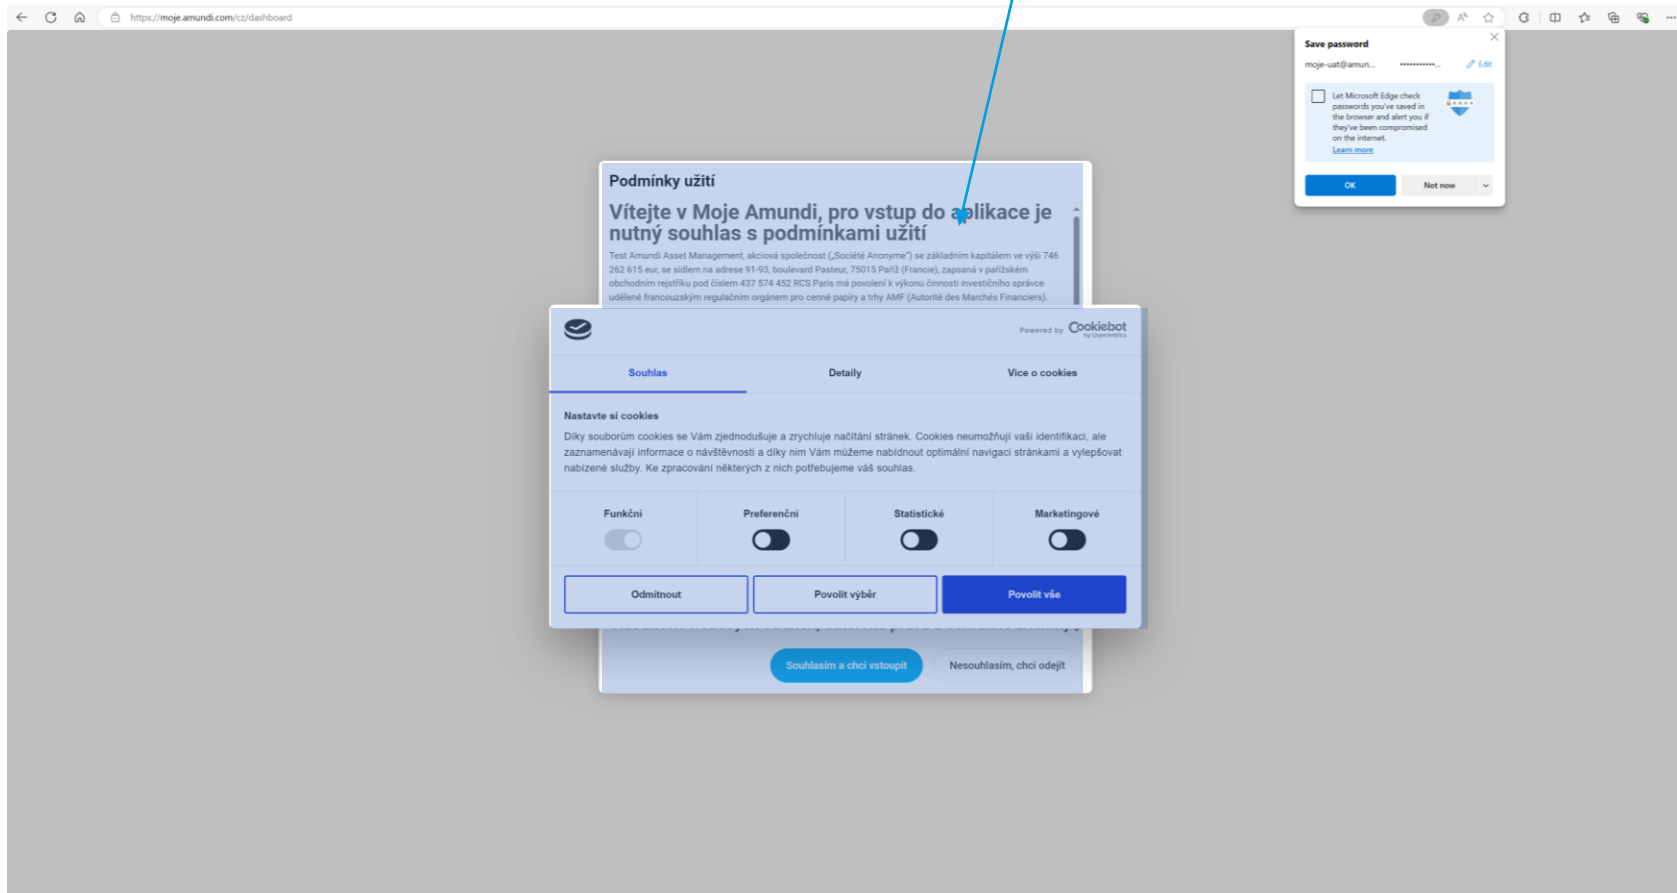 https://moje.amundi.com/cz/dashboard
Save password
moje-uat@amun... ••••••••••••... Edit
Let Microsoft Edge check
passwords you've saved in
the browser and alert you if
they've been compromised
on the internet.
Learn more
OK Not now
Podmínky užití
Vítejte v Moje Amundi, pro vstup do aplikace je
nutný souhlas s podmínkami užití
Test Amundi Asset Management, akciová společnost („Société Anonyme") se základním kapitálem ve výši 746
262 615 eur, se sídlem na adrese 91-93, boulevard Pasteur, 75015 Paříž (Francie), zapsaná v pařížském
obchodním rejstříku pod číslem 437 574 452 RCS Paris má povolení k výkonu činnosti investičního správce
udělené francouzským regulačním orgánem pro cenné papíry a trhy AMF (Autorité des Marchés Financiers).
Powered by Cookiebot
by Usercentrics
Souhlas Detaily Více o cookies
Nastavte si cookies
Díky souborům cookies se Vám zjednodušuje a zrychluje načítání stránek. Cookies neumožňují vaši identifikaci, ale
zaznamenávají informace o návštěvnosti a díky nim Vám můžeme nabídnout optimální navigaci stránkami a vylepšovat
nabízené služby. Ke zpracování některých z nich potřebujeme váš souhlas.
Funkční Preferenční Statistické Marketingové
Odmítnout Povolit výběr Povolit vše
Souhlasím a chci vstoupit Nesouhlasím, chci odejít